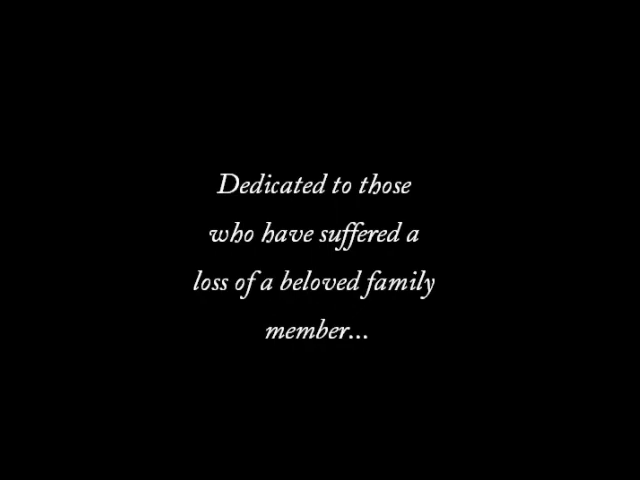 Dedicated to those
who have suffered a
loss of a beloved family
member...